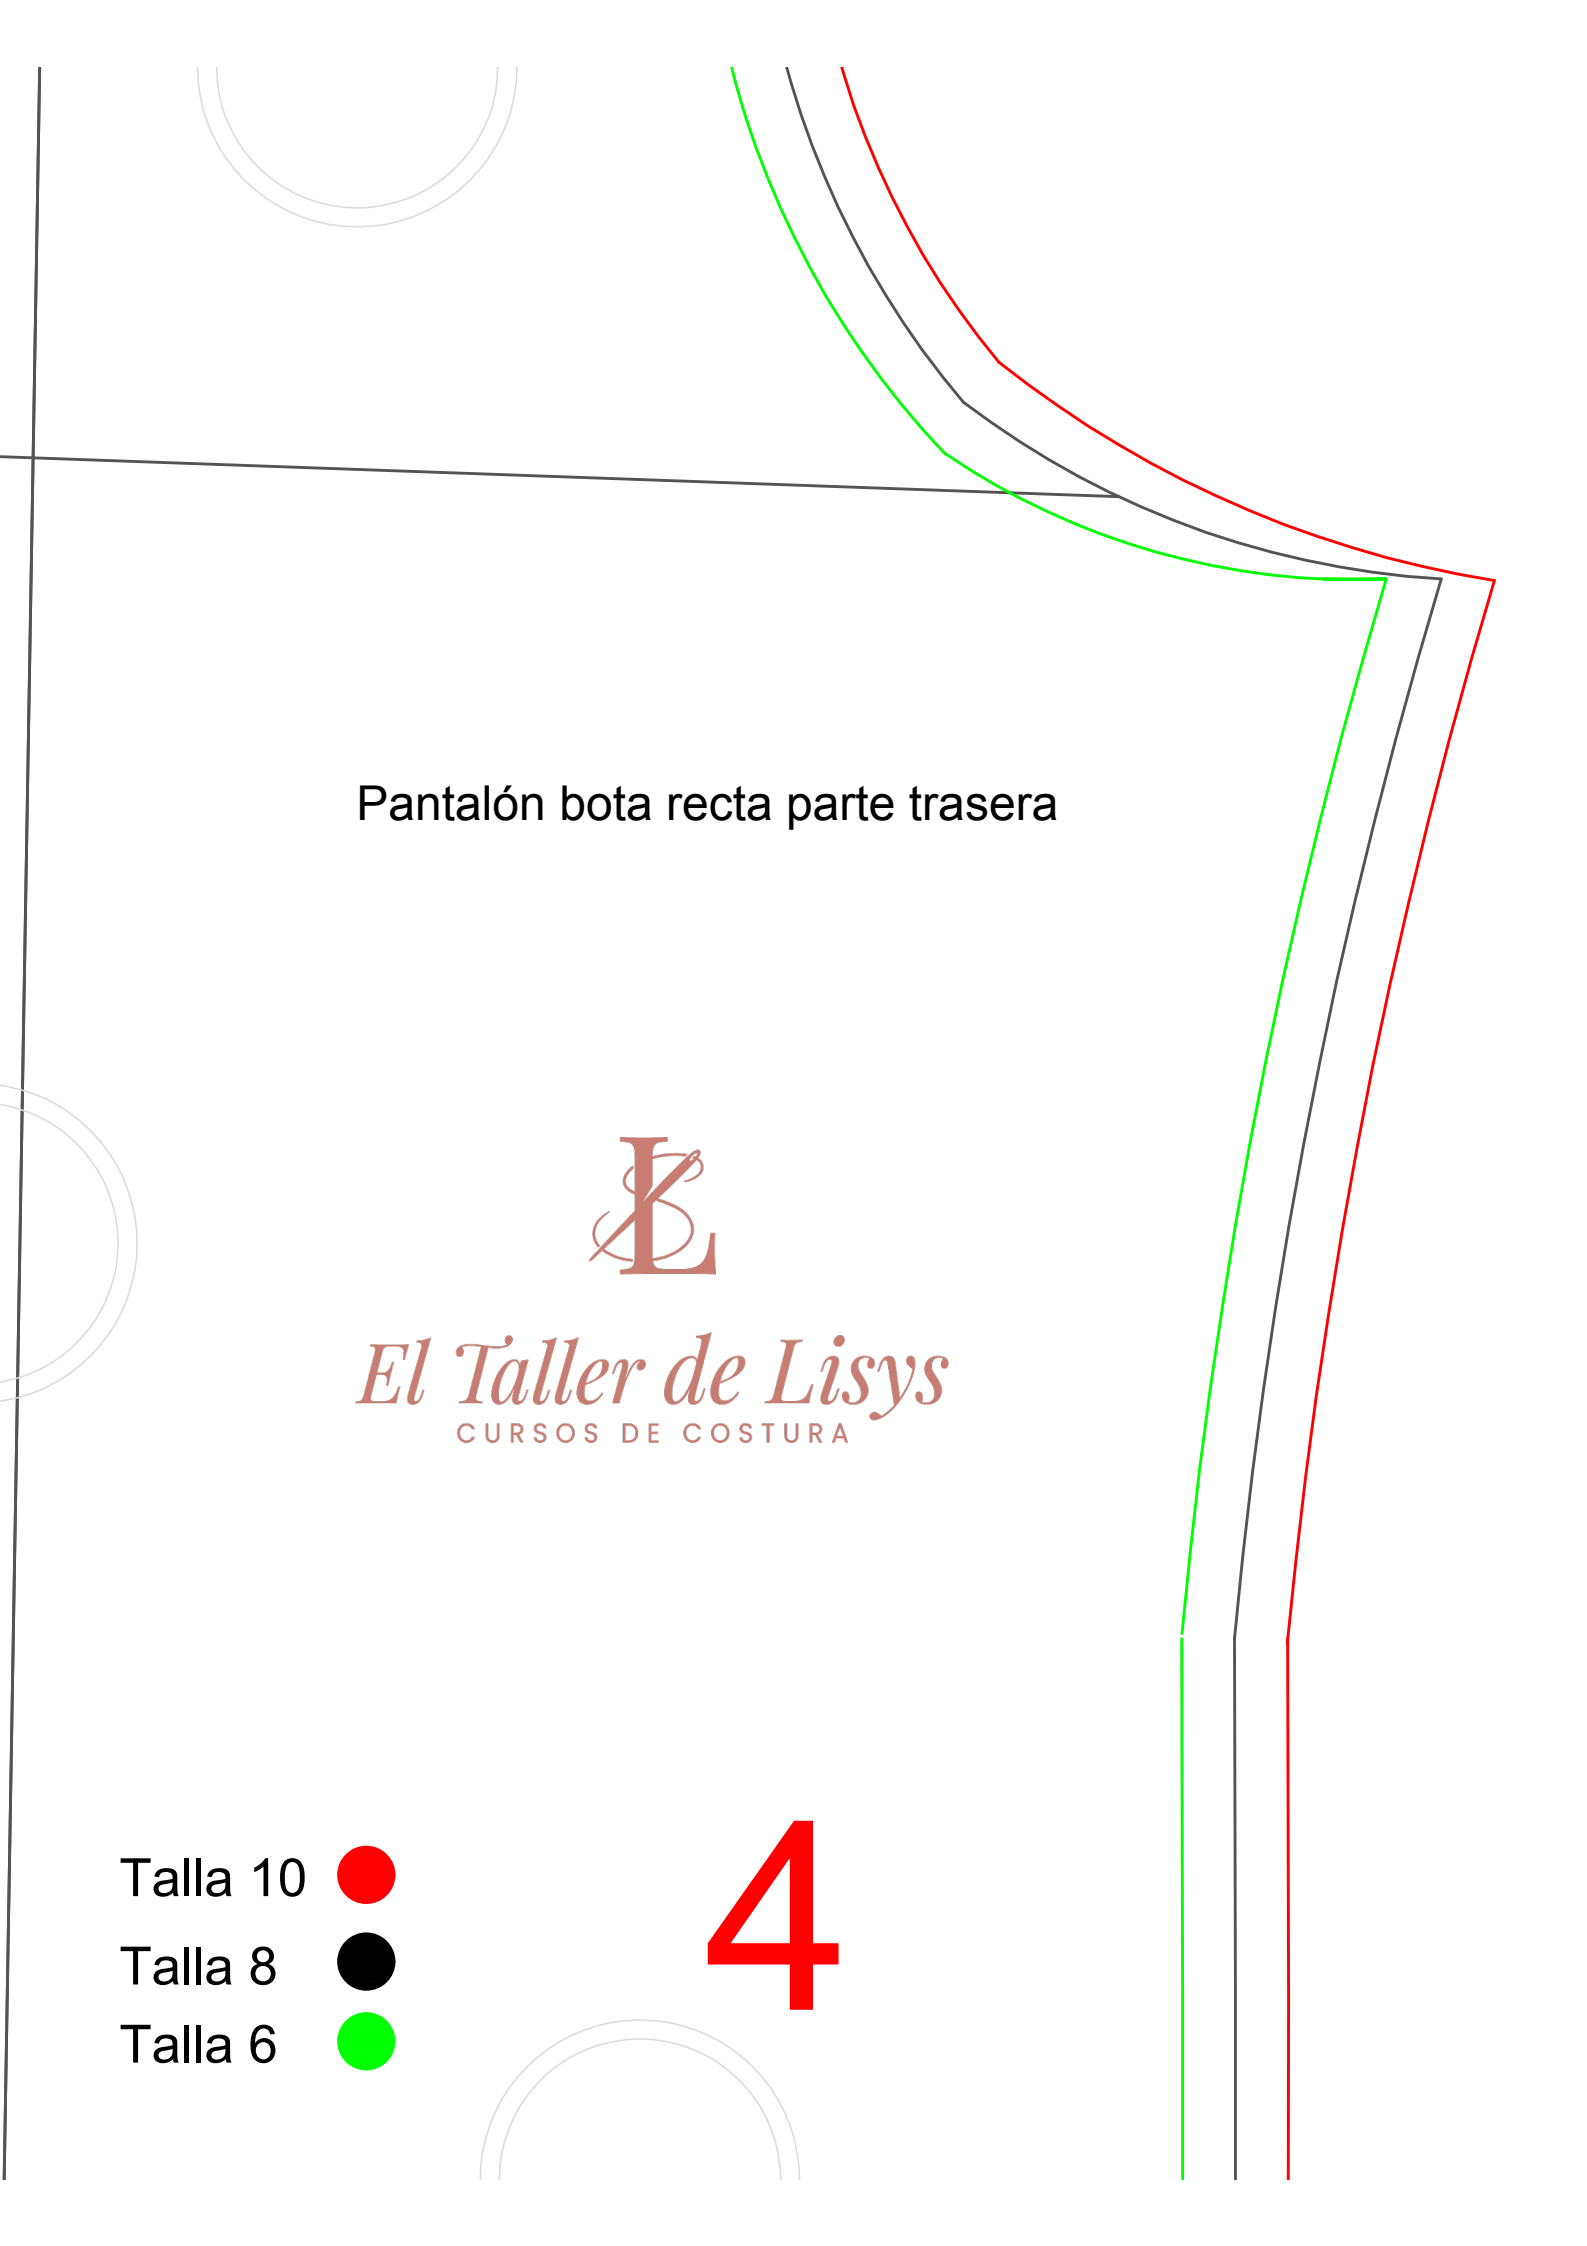 Pantalón bota recta parte trasera
LS
El Taller de Lisys
CURSOS DE COSTURA
Talla 10
4
Talla 8
Talla 6